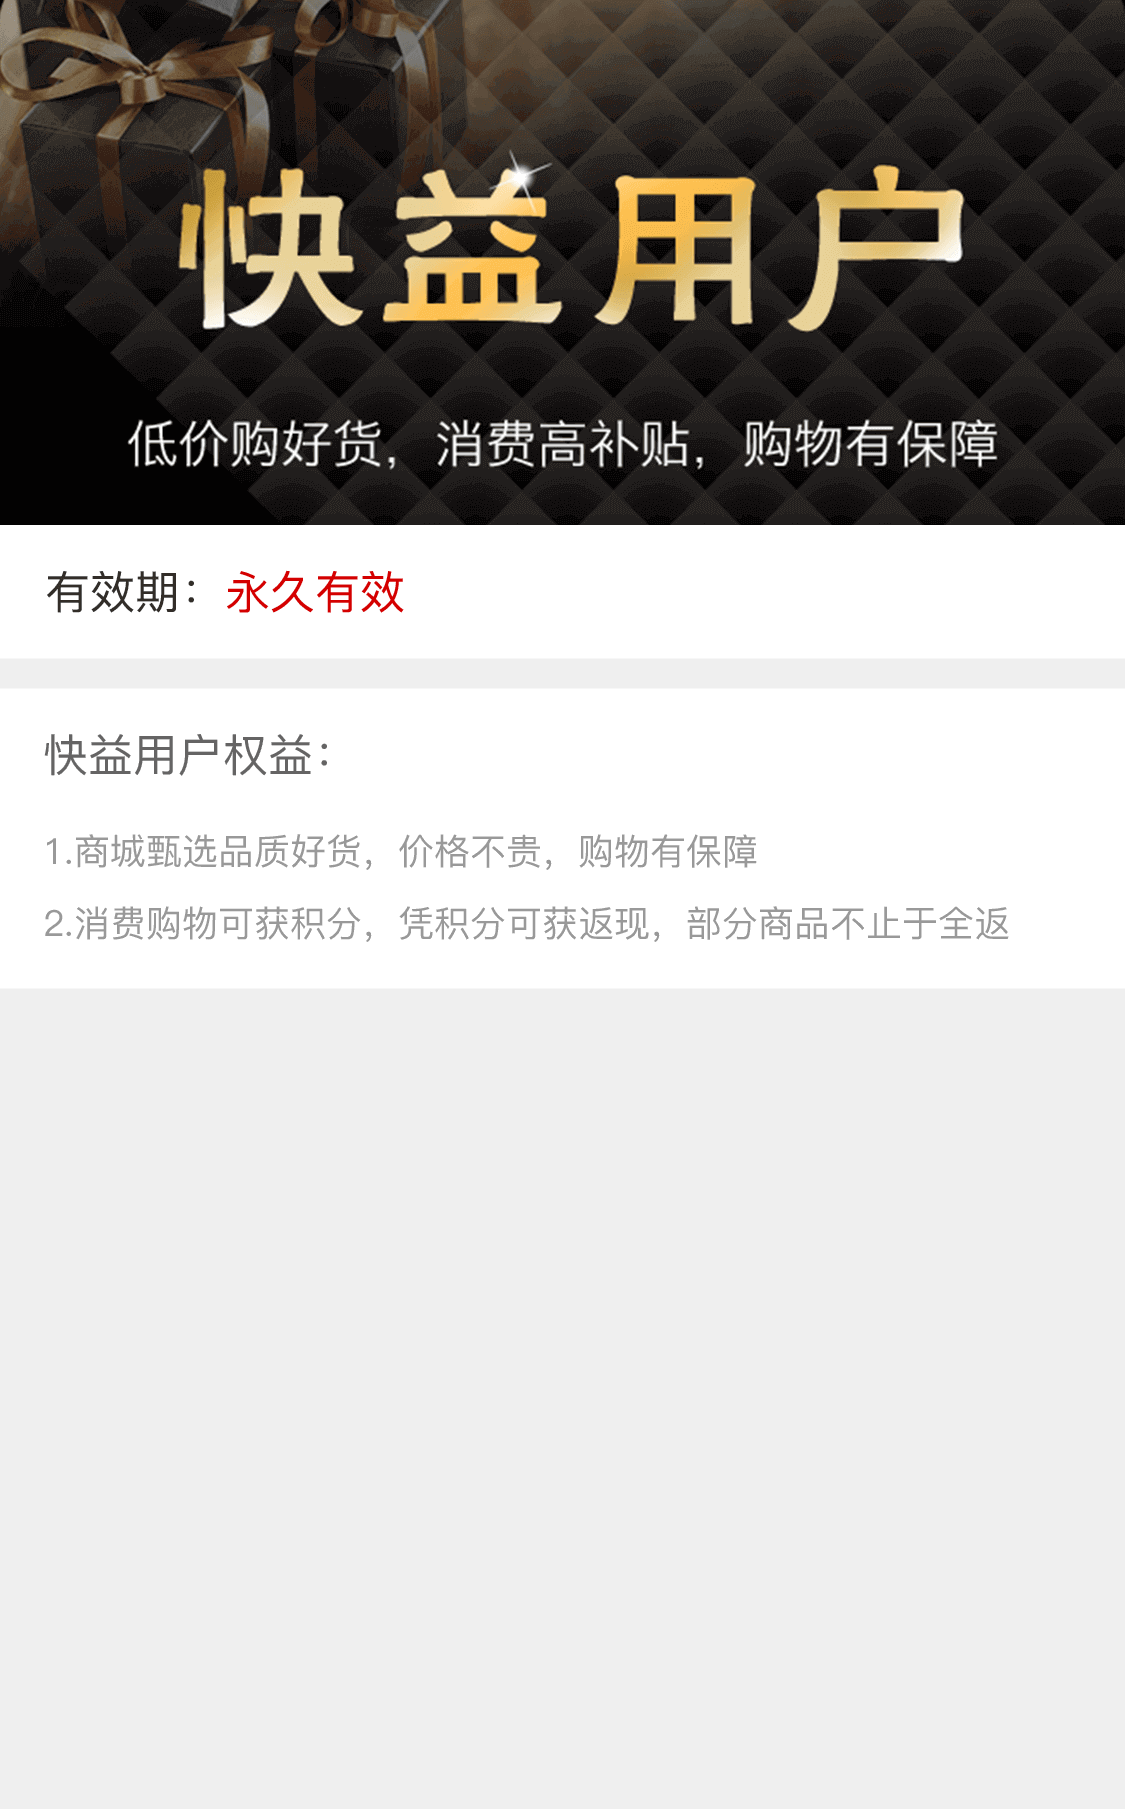 快益用户
低价购好货，消费高补贴，购物有保障
有效期：永久有效
快益用户权益：
1.商城甄选品质好货，价格不贵，购物有保障
2.消费购物可获积分，凭积分可获返现，部分商品不止于全返